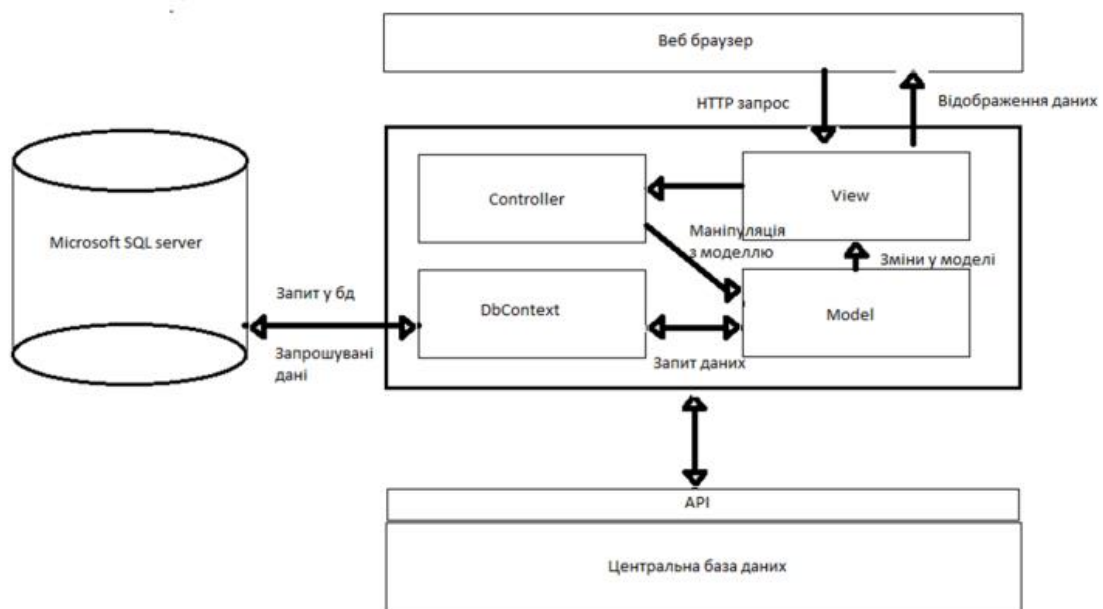 Веб браузер
HTTP запрос
Відображення даних
Controller
View
Microsoft SQL server
Маніпуляція
з моделлю
Зміни у моделі
Запит у бд
DbContext
Model
Запрошувані
дані
Запит даних
API
Центральна база даних